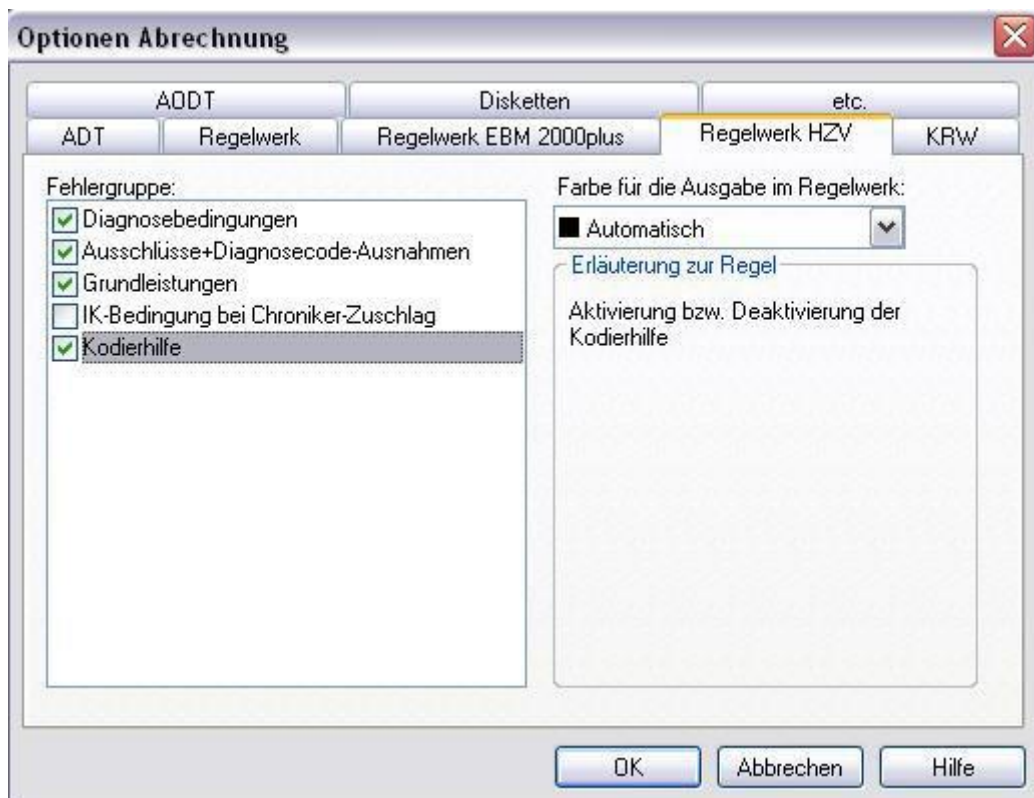 Optionen Abrechnung
AODT Disketten etc.
ADT Regelwerk Regelwerk EBM 2000plus Regelwerk HZV KRW
Fehlergruppe:
Diagnosebedingungen
Ausschlüsse+Diagnosecode-Ausnahmen
Grundleistungen
IK-Bedingung bei Chroniker-Zuschlag
Kodierhilfe
Farbe für die Ausgabe im Regelwerk:
Automatisch
Erläuterung zur Regel
Aktivierung bzw. Deaktivierung der
Kodierhilfe
OK Abbrechen Hilfe